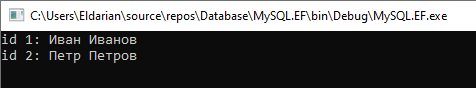 C:\Users\Eldarian\source\repos\Database\MySQL.EF\bin\Debug\MySQL.EF.exe
id 1: Иван Иванов
id 2: Петр Петров